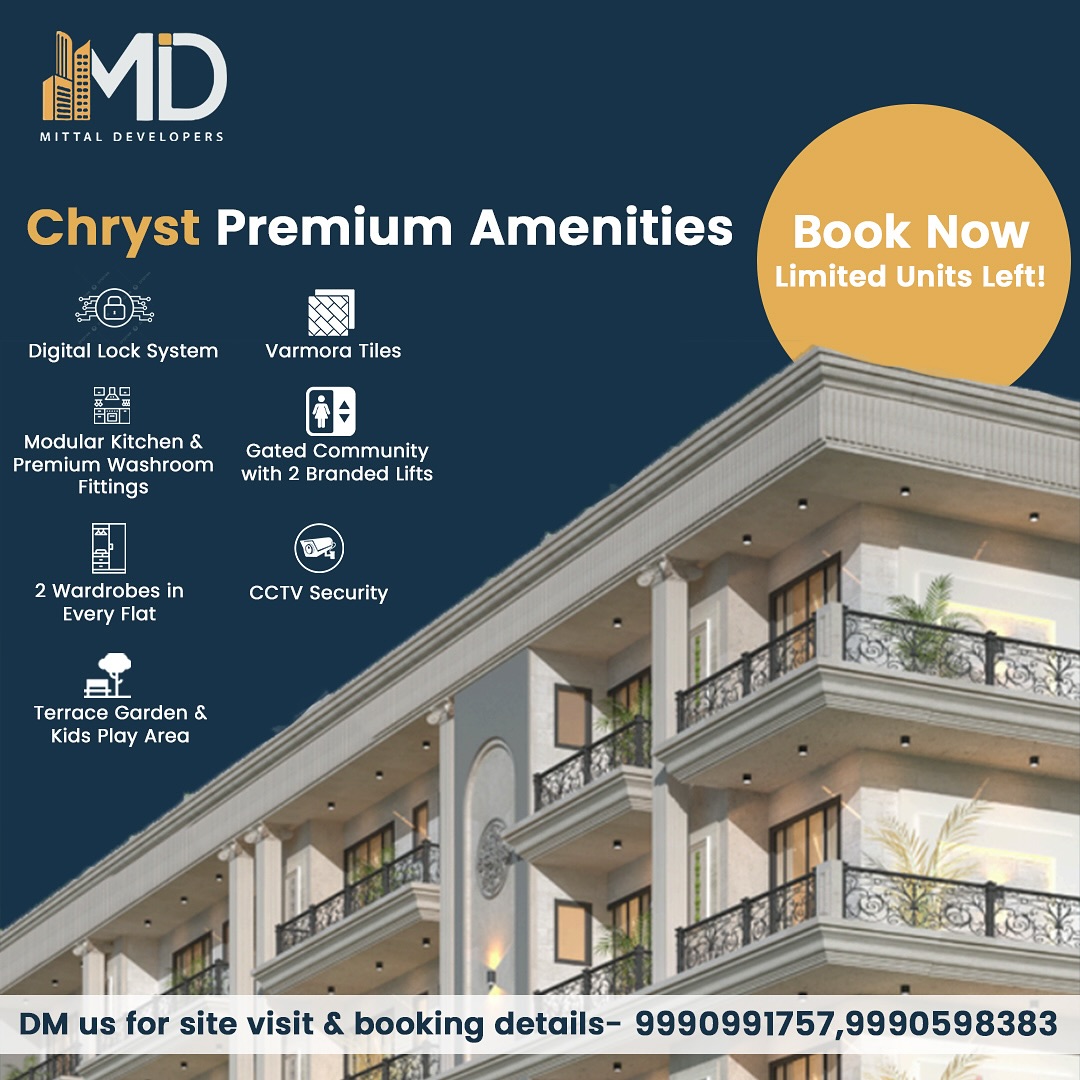 MD
MITTAL DEVELOPERS
Chryst Premium Amenities
Book Now
Limited Units Left!
Digital Lock System
Varmora Tiles
Modular Kitchen &
Premium Washroom
Fittings
Gated Community
with 2 Branded Lifts
2 Wardrobes in
Every Flat
CCTV Security
Terrace Garden &
Kids Play Area
DM us for site visit & booking details- 9990991757,9990598383